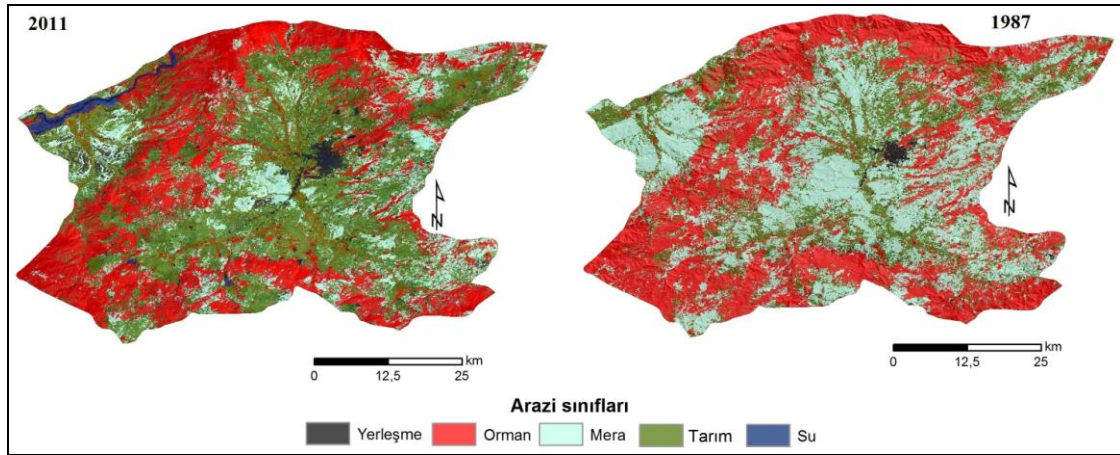 2011
1987
N
km
0 12,5 25
N
km
0 12,5 25
Arazi sınıfları
Yerleşme Orman Mera Tarım Su